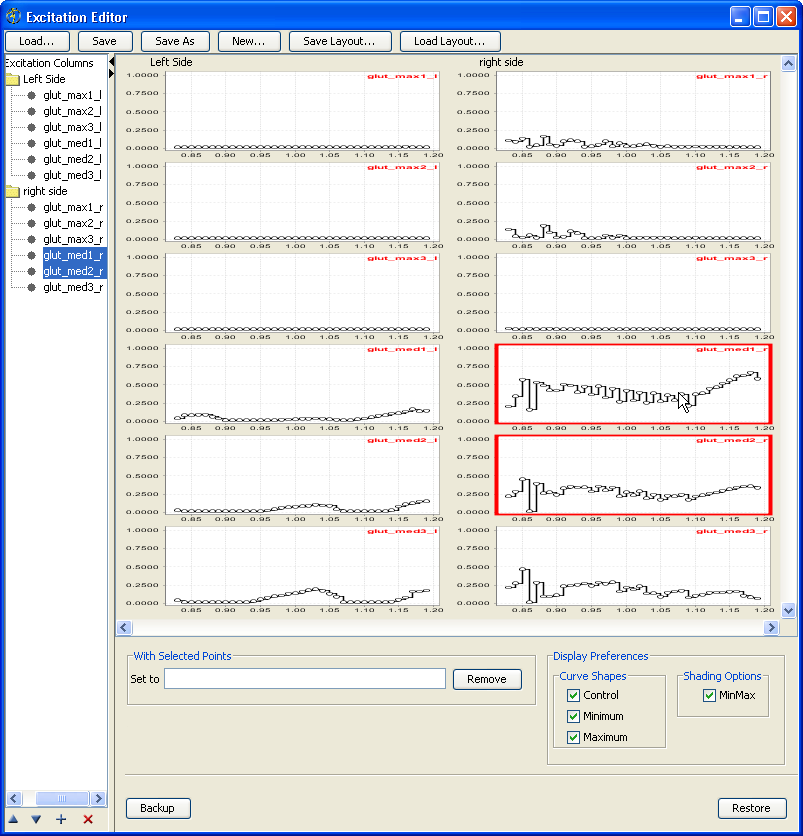 Excitation Editor
Load... Save Save As New... Save Layout... Load Layout...
Excitation Columns
Left Side
glut_max1_l
glut_max2_l
glut_max3_l
glut_med1_l
glut_med2_l
glut_med3_l
right side
glut_max1_r
glut_max2_r
glut_max3_r
glut_med1_r
glut_med2_r
glut_med3_r
Left Side right side
glut_max1_l
1.0000
0.7500
0.5000
0.2500
0.0000
0.85 0.90 0.95 1.00 1.05 1.10 1.15 1.20
glut_max1_r
1.0000
0.7500
0.5000
0.2500
0.0000
0.85 0.90 0.95 1.00 1.05 1.10 1.15 1.20
glut_max2_l
1.0000
0.7500
0.5000
0.2500
0.0000
0.85 0.90 0.95 1.00 1.05 1.10 1.15 1.20
glut_max2_r
1.0000
0.7500
0.5000
0.2500
0.0000
0.85 0.90 0.95 1.00 1.05 1.10 1.15 1.20
glut_max3_l
1.0000
0.7500
0.5000
0.2500
0.0000
0.85 0.90 0.95 1.00 1.05 1.10 1.15 1.20
glut_max3_r
1.0000
0.7500
0.5000
0.2500
0.0000
0.85 0.90 0.95 1.00 1.05 1.10 1.15 1.20
glut_med1_l
1.0000
0.7500
0.5000
0.2500
0.0000
0.85 0.90 0.95 1.00 1.05 1.10 1.15 1.20
glut_med1_r
1.0000
0.7500
0.5000
0.2500
0.0000
0.85 0.90 0.95 1.00 1.05 1.10 1.15 1.20
glut_med2_l
1.0000
0.7500
0.5000
0.2500
0.0000
0.85 0.90 0.95 1.00 1.05 1.10 1.15 1.20
glut_med2_r
1.0000
0.7500
0.5000
0.2500
0.0000
0.85 0.90 0.95 1.00 1.05 1.10 1.15 1.20
glut_med3_l
1.0000
0.7500
0.5000
0.2500
0.0000
0.85 0.90 0.95 1.00 1.05 1.10 1.15 1.20
glut_med3_r
1.0000
0.7500
0.5000
0.2500
0.0000
0.85 0.90 0.95 1.00 1.05 1.10 1.15 1.20
With Selected Points
Set to Remove
Display Preferences
Curve Shapes
Control
Minimum
Maximum
Shading Options
MinMax
Backup Restore